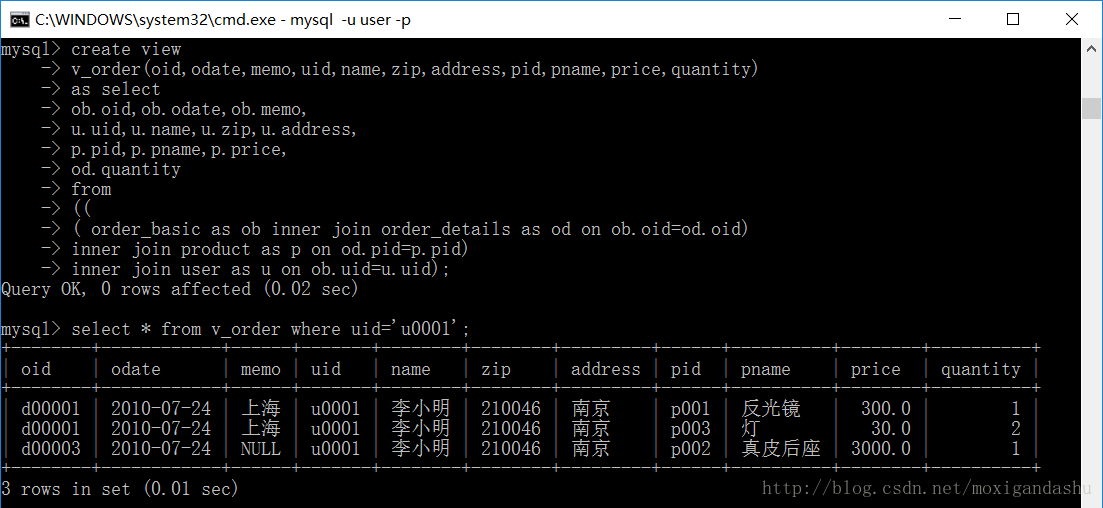 C:\WINDOWS\system32\cmd.exe - mysql  -u user -p
mysql> create view
    -> v_order(oid,odate,memo,uid,name,zip,address,pid,pname,price,quantity)
    -> as select
    -> ob.oid,ob.odate,ob.memo,
    -> u.uid,u.name,u.zip,u.address,
    -> p.pid,p.pname,p.price,
    -> od.quantity
    -> from
    -> ((
    -> ( order_basic as ob inner join order_details as od on ob.oid=od.oid)
    -> inner join product as p on od.pid=p.pid)
    -> inner join user as u on ob.uid=u.uid);
Query OK, 0 rows affected (0.02 sec)
mysql> select * from v_order where uid='u0001';
+--------+------------+------+-------+--------+--------+---------+------+----------+--------+----------+
| oid    | odate      | memo | uid   | name   | zip    | address | pid  | pname    | price  | quantity |
+--------+------------+------+-------+--------+--------+---------+------+----------+--------+----------+
| d00001 | 2010-07-24 | 上海 | u0001 | 李小明 | 210046 | 南京    | p001 | 反光镜   |  300.0 |        1 |
| d00001 | 2010-07-24 | 上海 | u0001 | 李小明 | 210046 | 南京    | p003 | 灯       |   30.0 |        2 |
| d00003 | 2010-07-24 | NULL | u0001 | 李小明 | 210046 | 南京    | p002 | 真皮后座 | 3000.0 |        1 |
+--------+------------+------+-------+--------+--------+---------+------+----------+--------+----------+
3 rows in set (0.01 sec)
http://blog.csdn.net/moxigandashu